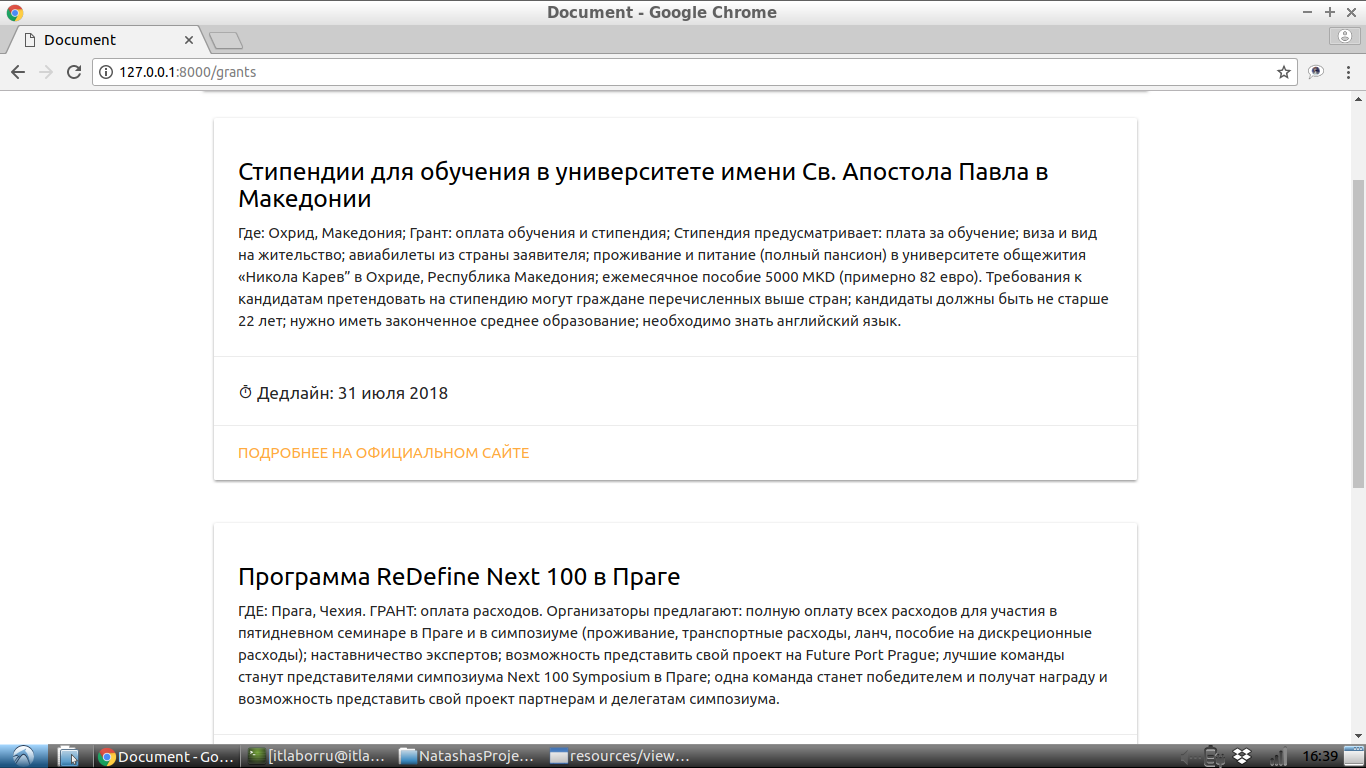 Document - Google Chrome
Document
127.0.0.1:8000/grants
Стипендии для обучения в университете имени Св. Апостола Павла в
Македонии
Где: Охрид, Македония; Грант: оплата обучения и стипендия; Стипендия предусматривает: плата за обучение; виза и вид
на жительство; авиабилеты из страны заявителя; проживание и питание (полный пансион) в университете общежития
«Никола Карев” в Охриде, Республика Македония; ежемесячное пособие 5000 MKD (примерно 82 евро). Требования к
кандидатам претендовать на стипендию могут граждане перечисленных выше стран; кандидаты должны быть не старше
22 лет; нужно иметь законченное среднее образование; необходимо знать английский язык.
Дедлайн: 31 июля 2018
ПОДРОБНЕЕ НА ОФИЦИАЛЬНОМ САЙТЕ
Программа ReDefine Next 100 в Праге
ГДЕ: Прага, Чехия. ГРАНТ: оплата расходов. Организаторы предлагают: полную оплату всех расходов для участия в
пятидневном семинаре в Праге и в симпозиуме (проживание, транспортные расходы, ланч, пособие на дискреционные
расходы); наставничество экспертов; возможность представить свой проект на Future Port Prague; лучшие команды
станут представителями симпозиума Next 100 Symposium в Праге; одна команда станет победителем и получат награду и
возможность представить свой проект партнерам и делегатам симпозиума.
Document - Go... [itlaborru@itla... NatashasProje... resources/view... 16:39